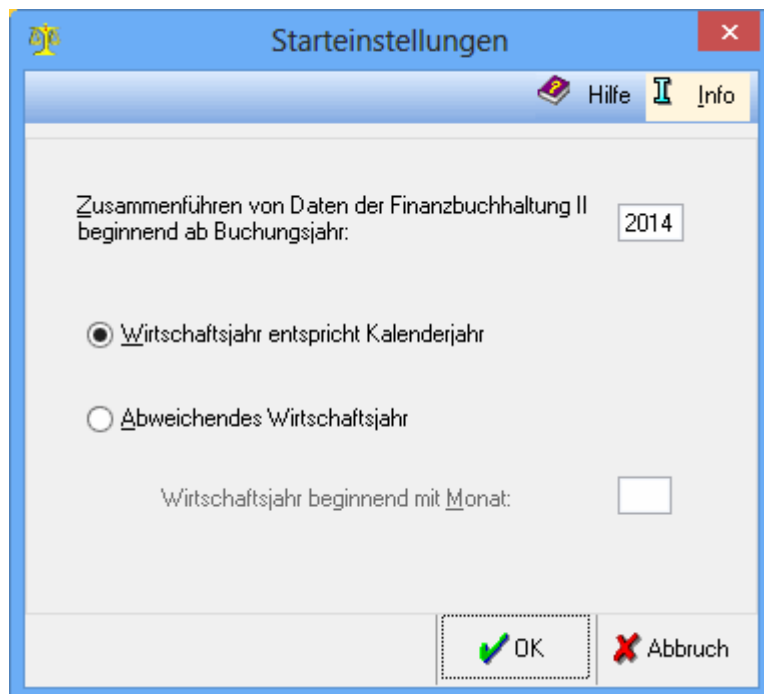 Starteinstellungen
Hilfe Info
Zusammenführen von Daten der Finanzbuchhaltung II
beginnend ab Buchungsjahr:
2014
Wirtschaftsjahr entspricht Kalenderjahr
Abweichendes Wirtschaftsjahr
Wirtschaftsjahr beginnend mit Monat:
OK Abbruch